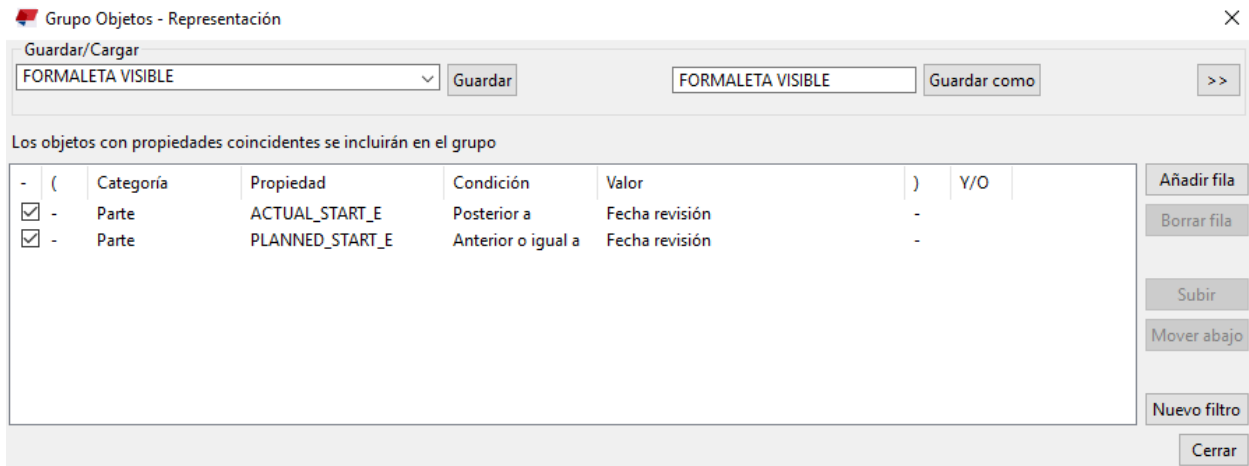 Grupo Objetos - Representación
Guardar/Cargar
FORMALETA VISIBLE Guardar FORMALETA VISIBLE Guardar como >>
Los objetos con propiedades coincidentes se incluirán en el grupo
- ( Categoría Propiedad Condición Valor ) Y/O Añadir fila
- Parte ACTUAL_START_E Posterior a Fecha revisión -
Borrar fila
- Parte PLANNED_START_E Anterior o igual a Fecha revisión -
Subir
Mover abajo
Nuevo filtro
Cerrar